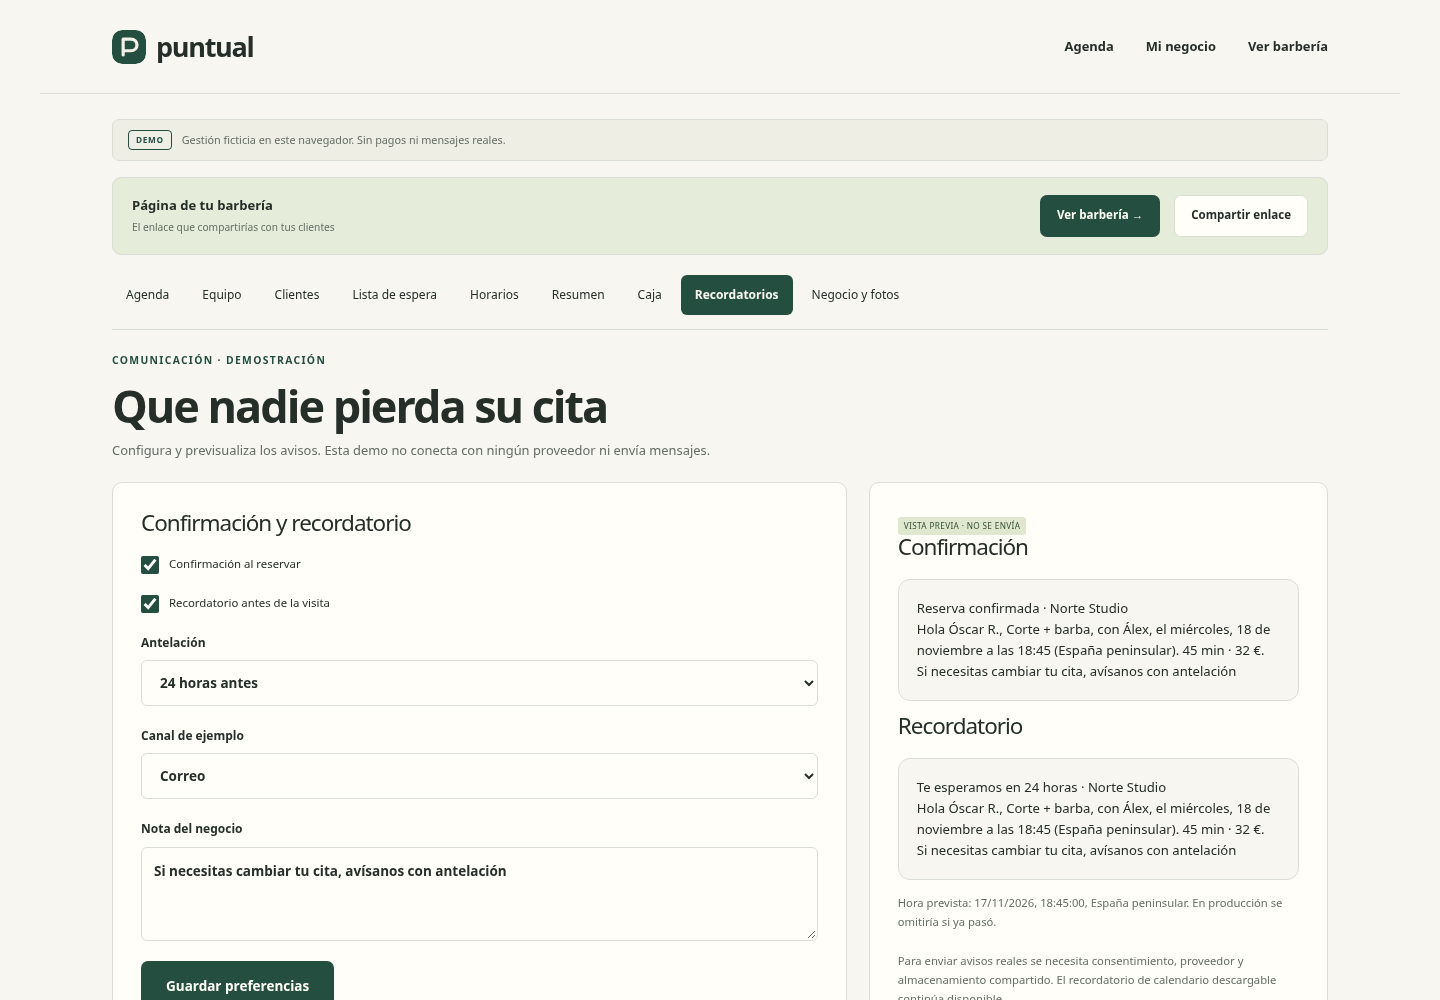 puntual
Agenda
Mi negocio
Ver barbería
DEMO
Gestión ficticia en este navegador. Sin pagos ni mensajes reales.
Página de tu barbería
El enlace que compartirías con tus clientes
Ver barbería →
Compartir enlace
Agenda
Equipo
Clientes
Lista de espera
Horarios
Resumen
Caja
Recordatorios
Negocio y fotos
COMUNICACIÓN · DEMOSTRACIÓN
Que nadie pierda su cita
Configura y previsualiza los avisos. Esta demo no conecta con ningún proveedor ni envía mensajes.
Confirmación y recordatorio
Confirmación al reservar
Recordatorio antes de la visita
Antelación
24 horas antes
Canal de ejemplo
Correo
Nota del negocio
Si necesitas cambiar tu cita, avísanos con antelación
Guardar preferencias
VISTA PREVIA · NO SE ENVÍA
Confirmación
Reserva confirmada · Norte Studio
Hola Óscar R., Corte + barba, con Álex, el miércoles, 18 de
noviembre a las 18:45 (España peninsular). 45 min · 32 €.
Si necesitas cambiar tu cita, avísanos con antelación
Recordatorio
Te esperamos en 24 horas · Norte Studio
Hola Óscar R., Corte + barba, con Álex, el miércoles, 18 de
noviembre a las 18:45 (España peninsular). 45 min · 32 €.
Si necesitas cambiar tu cita, avísanos con antelación
Hora prevista: 17/11/2026, 18:45:00, España peninsular. En producción se
omitiría si ya pasó.
Para enviar avisos reales se necesita consentimiento, proveedor y
almacenamiento compartido. El recordatorio de calendario descargable
continúa disponible.